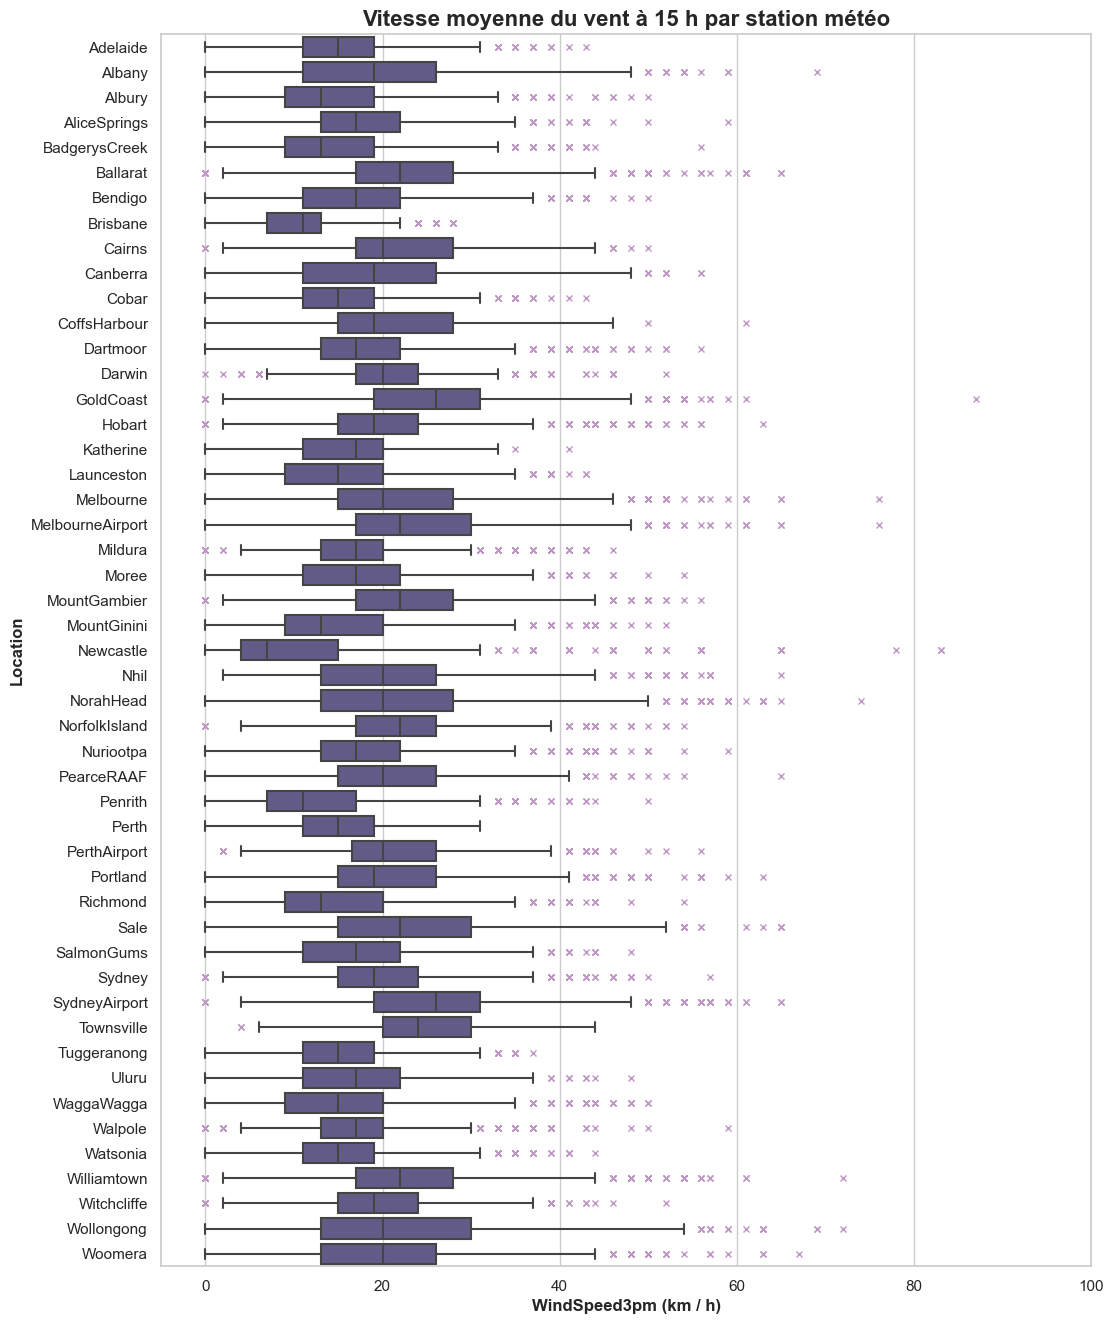 Vitesse moyenne du vent à 15 h par station météo
Location
Adelaide
Albany
Albury
AliceSprings
BadgerysCreek
Ballarat
Bendigo
Brisbane
Cairns
Canberra
Cobar
CoffsHarbour
Dartmoor
Darwin
GoldCoast
Hobart
Katherine
Launceston
Melbourne
MelbourneAirport
Mildura
Moree
MountGambier
MountGinini
Newcastle
Nhil
NorahHead
NorfolkIsland
Nuriootpa
PearceRAAF
Penrith
Perth
PerthAirport
Portland
Richmond
Sale
SalmonGums
Sydney
SydneyAirport
Townsville
Tuggeranong
Uluru
WaggaWagga
Walpole
Watsonia
Williamtown
Witchcliffe
Wollongong
Woomera
0 20 40 60 80 100
WindSpeed3pm (km / h)